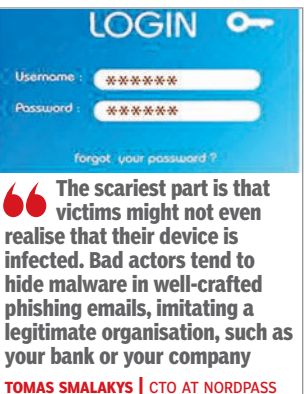 LOGIN
Username : ******
Password : ******
forgot your password ?
❝ The scariest part is that
victims might not even
realise that their device is
infected. Bad actors tend to
hide malware in well-crafted
phishing emails, imitating a
legitimate organisation, such as
your bank or your company
TOMAS SMALAKYS | CTO AT NORDPASS